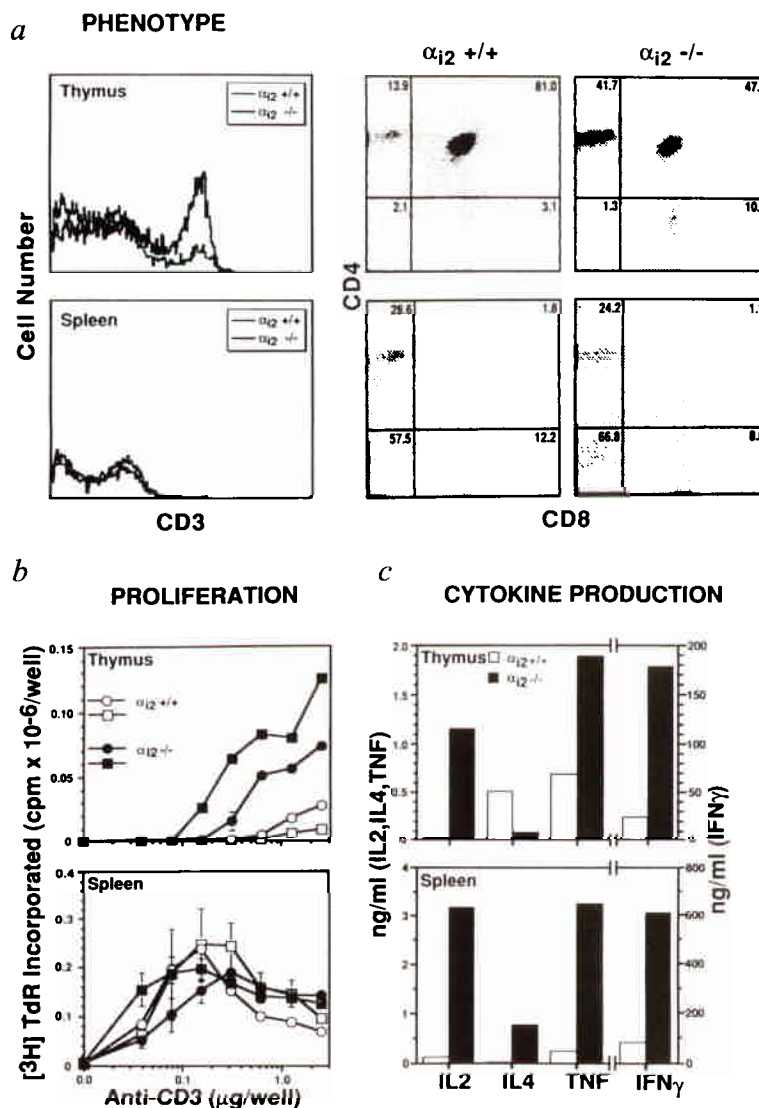 a PHENOTYPE
αi2 +/+ αi2 -/-
Thymus
αi2 +/+
αi2 -/-
13.9 81.0
2.1 3.1
41.7 47.
1.3 10.
Spleen
αi2 +/+
αi2 -/-
28.6 1.8
57.5 12.2
24.2 1.
66.8 8.
Cell Number
CD4
CD3
CD8
b PROLIFERATION
Thymus
αi2 +/+
αi2 -/-
0.15
0.10
0.05
0
Spleen
0.4
0.3
0.2
0.1
0
0.0 0.1 1.0
[3H] TdR Incorporated (cpm x 10-6/well)
Anti-CD3 (μg/well)
c CYTOKINE PRODUCTION
Thymus
αi2 +/+
αi2 -/-
2.0
1.5
1.0
0.5
0
200
150
100
50
0
Spleen
4
3
2
1
0
800
600
400
200
0
ng/ml (IL2,IL4,TNF)
ng/ml (IFNγ)
IL2 IL4 TNF IFNγ